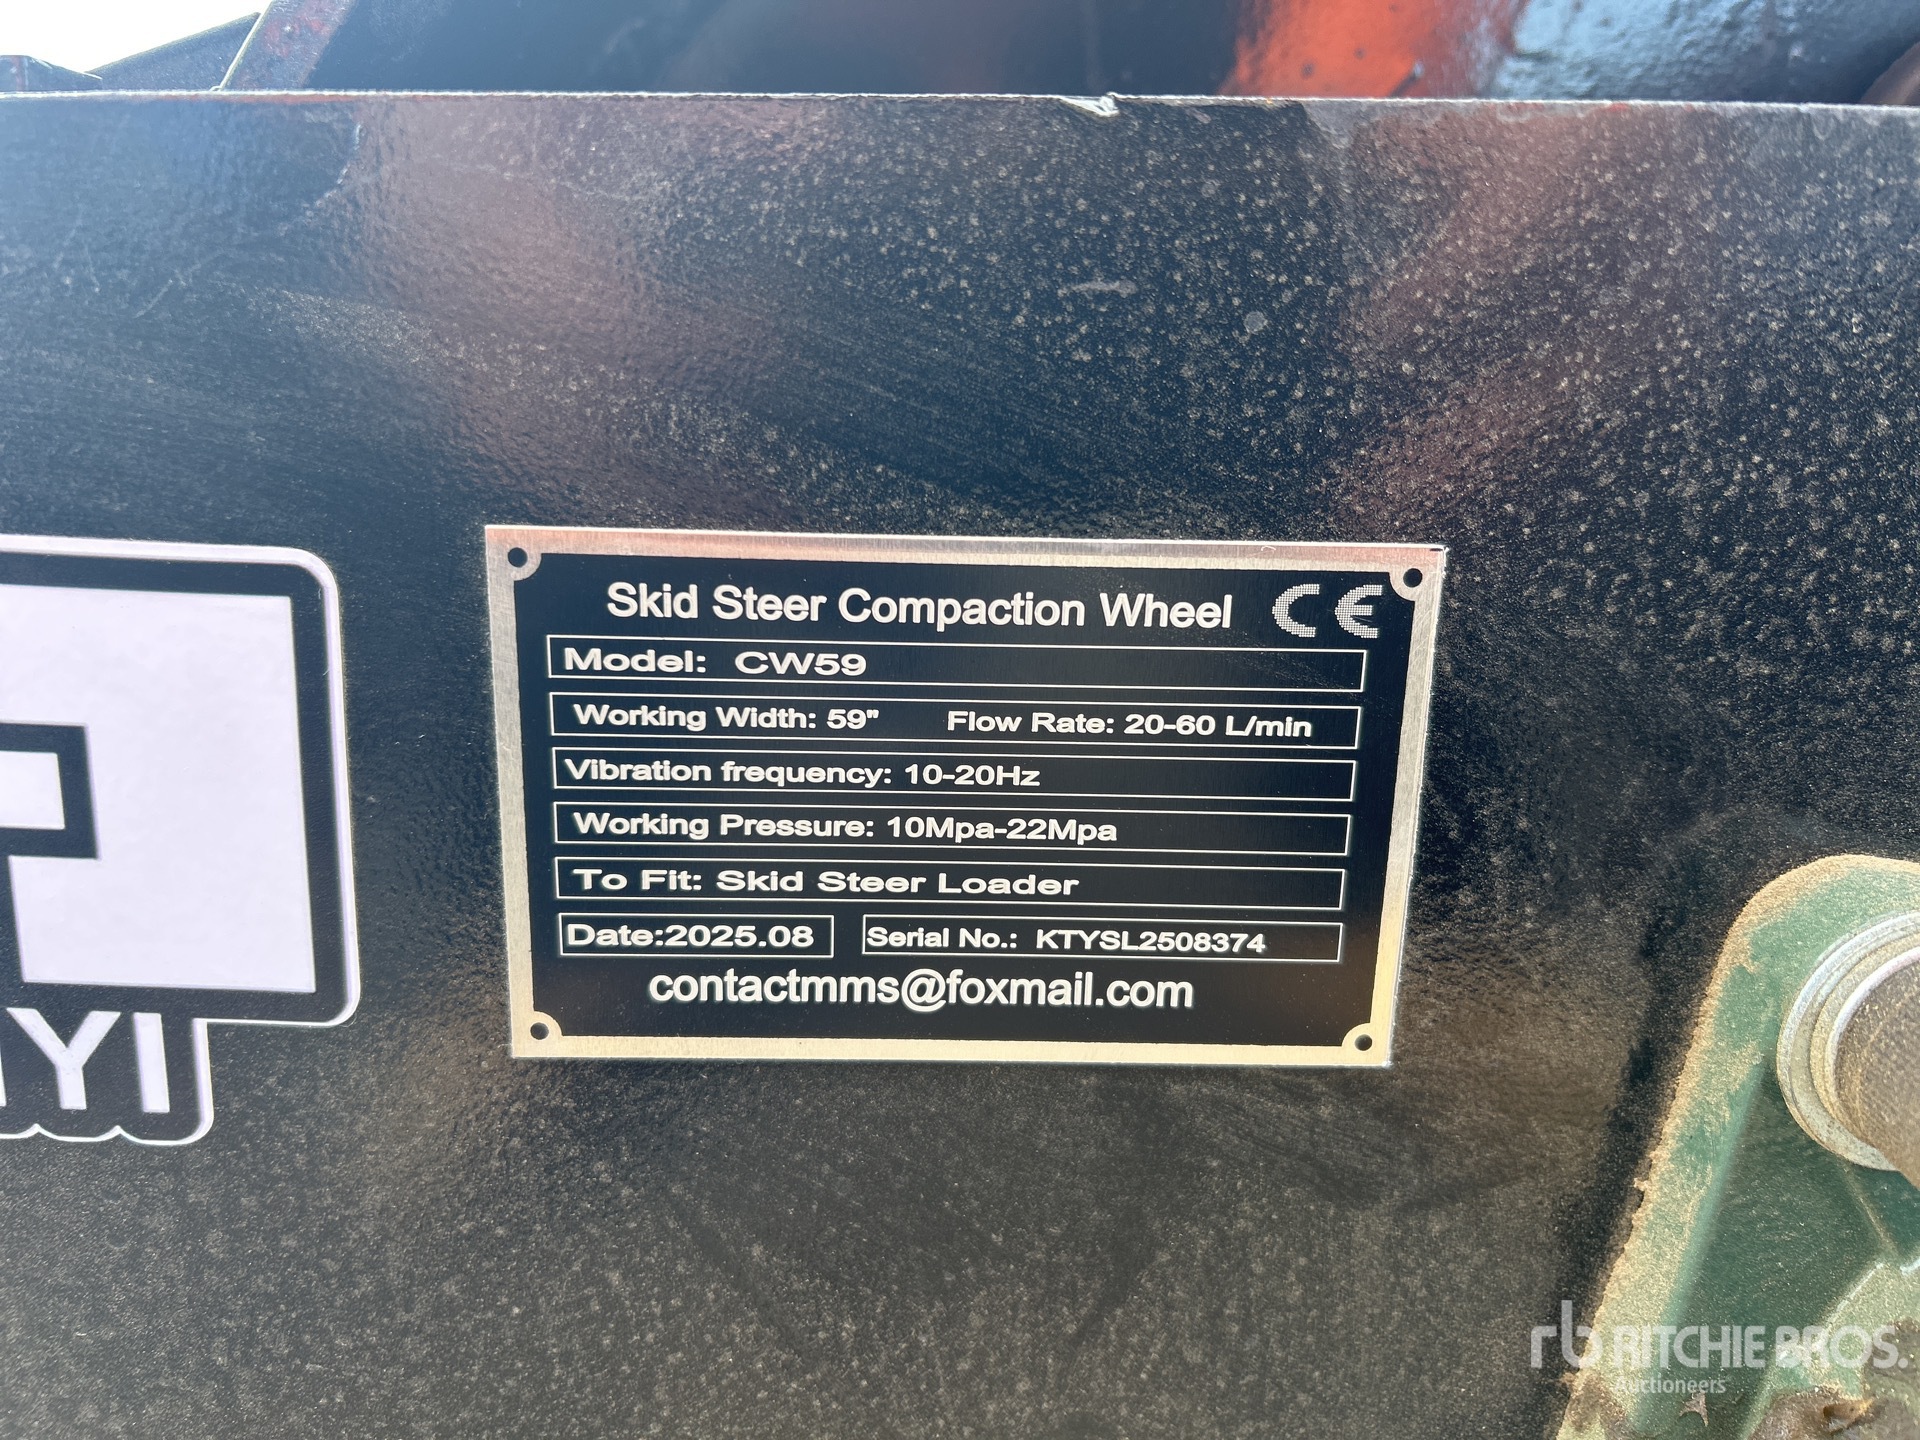 Skid Steer Compaction Wheel CE
Model: CW59
Working Width: 59" Flow Rate: 20-60 L/min
Vibration frequency: 10-20Hz
Working Pressure: 10Mpa-22Mpa
To Fit: Skid Steer Loader
Date:2025.08 Serial No.: KTYSL2508374
contactmms@foxmail.com
YI
rb RITCHIE BROS.
Auctioneers